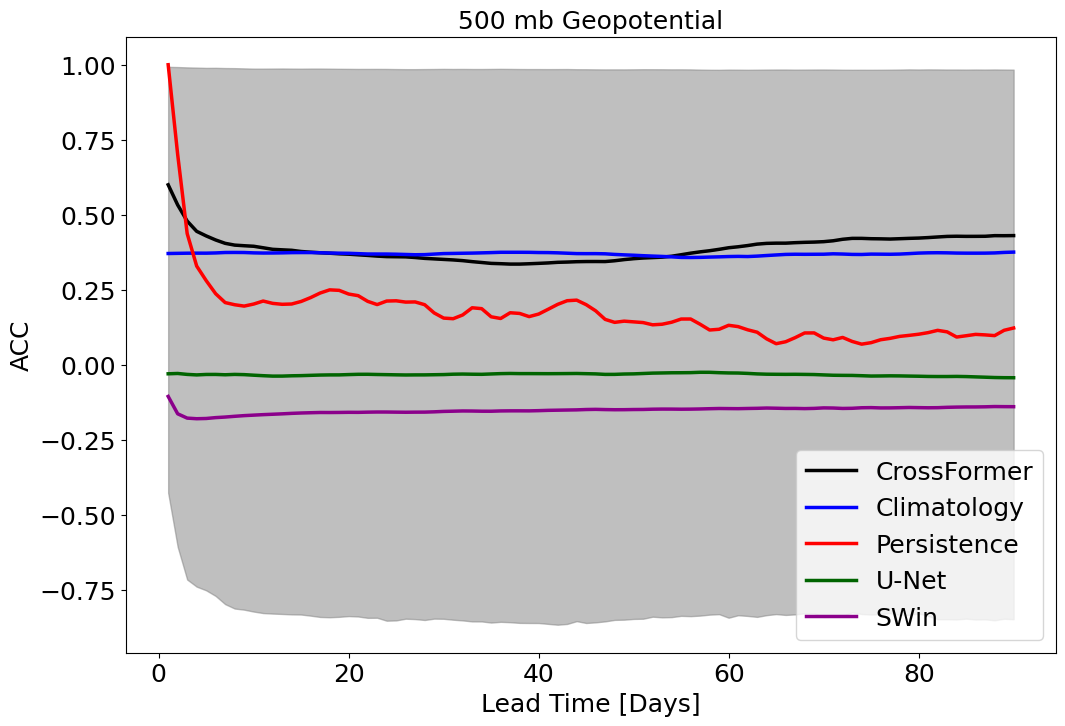 500 mb Geopotential
ACC
1.00
0.75
0.50
0.25
0.00
−0.25
−0.50
−0.75
0 20 40 60 80
Lead Time [Days]
CrossFormer
Climatology
Persistence
U-Net
SWin